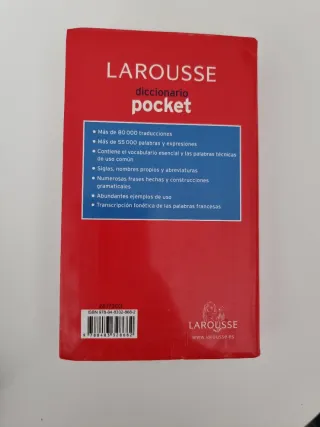 LAROUSSE
diccionario
pocket
• Más de 80 000 traducciones
• Más de 55 000 palabras y expresiones
• Contiene el vocabulario esencial y las palabras técnicas
de uso común
• Siglas, nombres propios y abreviaturas
• Numerosas frases hechas y construcciones
gramaticales
• Abundantes ejemplos de uso
• Transcripción fonética de las palabras francesas
LAROUSSE